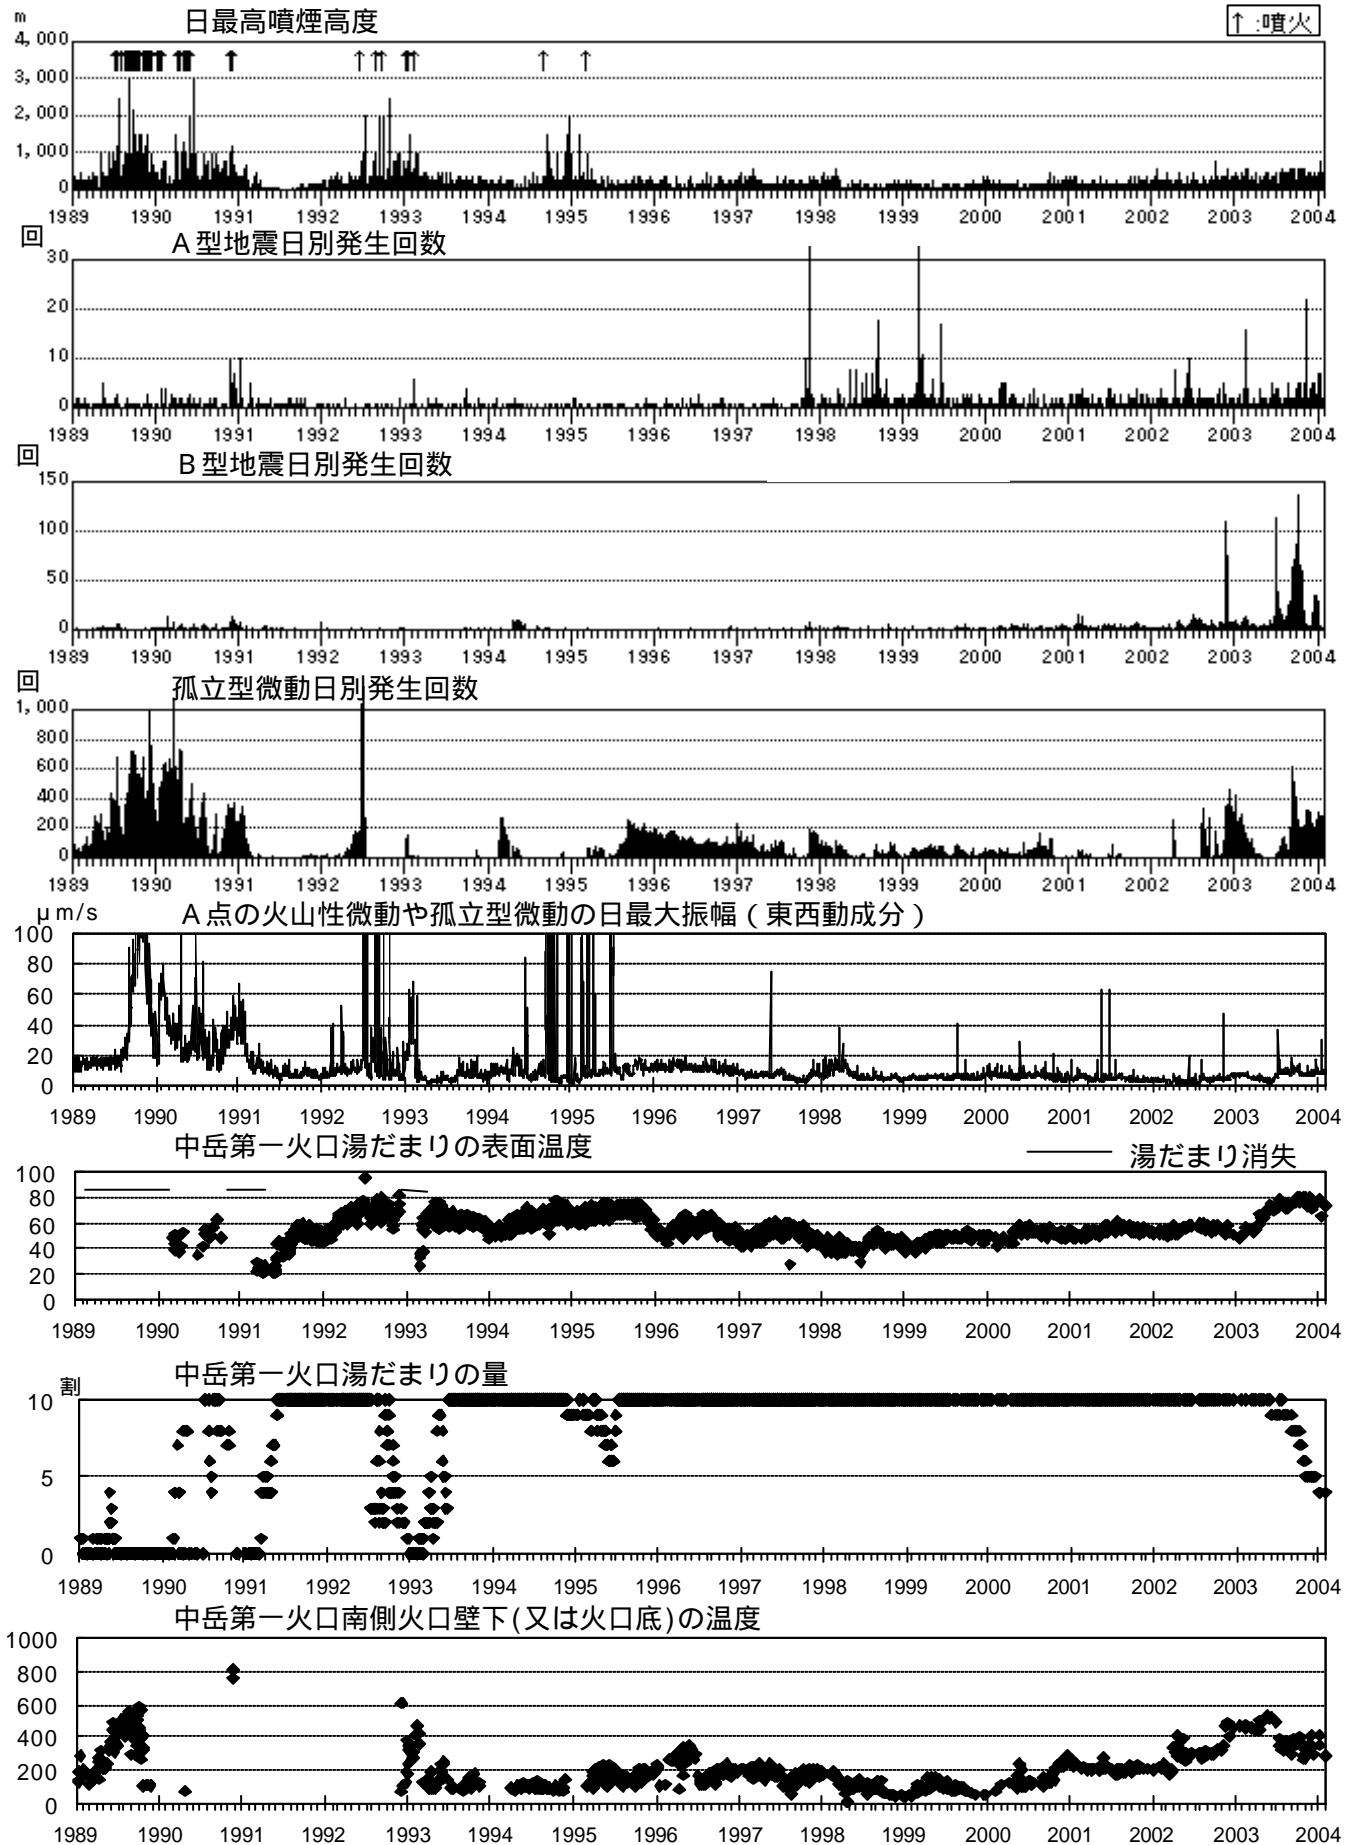 m
日最高噴煙高度
↑:噴火
4,000
3,000
2,000
1,000
0
1989 1990 1991 1992 1993 1994 1995 1996 1997 1998 1999 2000 2001 2002 2003 2004
回
A型地震日別発生回数
30
20
10
0
1989 1990 1991 1992 1993 1994 1995 1996 1997 1998 1999 2000 2001 2002 2003 2004
回
B型地震日別発生回数
150
100
50
0
1989 1990 1991 1992 1993 1994 1995 1996 1997 1998 1999 2000 2001 2002 2003 2004
回
孤立型微動日別発生回数
1,000
800
600
400
200
0
1989 1990 1991 1992 1993 1994 1995 1996 1997 1998 1999 2000 2001 2002 2003 2004
μm/s
A点の火山性微動や孤立型微動の日最大振幅(東西動成分)
100
80
60
40
20
0
1989 1990 1991 1992 1993 1994 1995 1996 1997 1998 1999 2000 2001 2002 2003 2004
中岳第一火口湯だまりの表面温度
湯だまり消失
100
80
60
40
20
0
1989 1990 1991 1992 1993 1994 1995 1996 1997 1998 1999 2000 2001 2002 2003 2004
中岳第一火口湯だまりの量
割
10
5
0
1989 1990 1991 1992 1993 1994 1995 1996 1997 1998 1999 2000 2001 2002 2003 2004
中岳第一火口南側火口壁下(又は火口底)の温度
1000
800
600
400
200
0
1989 1990 1991 1992 1993 1994 1995 1996 1997 1998 1999 2000 2001 2002 2003 2004